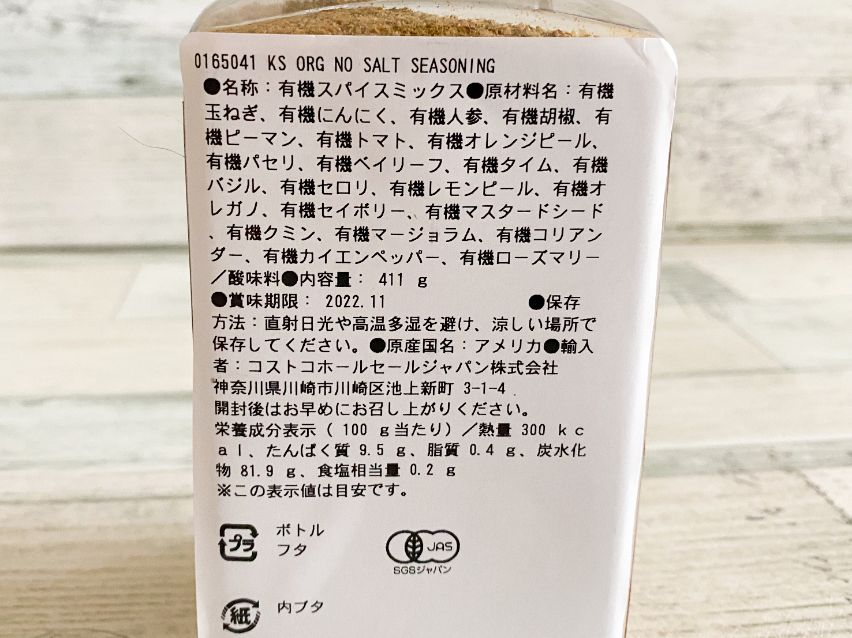 0165041 KS ORG NO SALT SEASONING
●名称：有機スパイスミックス●原材料名：有機
玉ねぎ、有機にんにく、有機人参、有機胡椒、有
機ピーマン、有機トマト、有機オレンジピール、
有機パセリ、有機ベイリーフ、有機タイム、有機
バジル、有機セロリ、有機レモンピール、有機オ
レガノ、有機セイボリー、有機マスタードシード
、有機クミン、有機マージョラム、有機コリアン
ダー、有機カイエンペッパー、有機ローズマリー
／酸味料●内容量： 411 g
●賞味期限： 2022.11 ●保存
方法：直射日光や高温多湿を避け、涼しい場所で
保存してください。●原産国名：アメリカ●輸入
者：コストコホールセールジャパン株式会社
神奈川県川崎市川崎区池上新町 3-1-4
開封後はお早めにお召し上がりください。
栄養成分表示（ 100 g当たり）／熱量 300 ｋｃ
ａｌ、たんぱく質 9.5 g、脂質 0.4 g、炭水化
物 81.9 g、食塩相当量 0.2 g
※この表示値は目安です。
プラ ボトル
フタ
JAS
SGSジャパン
紙 内ブタ